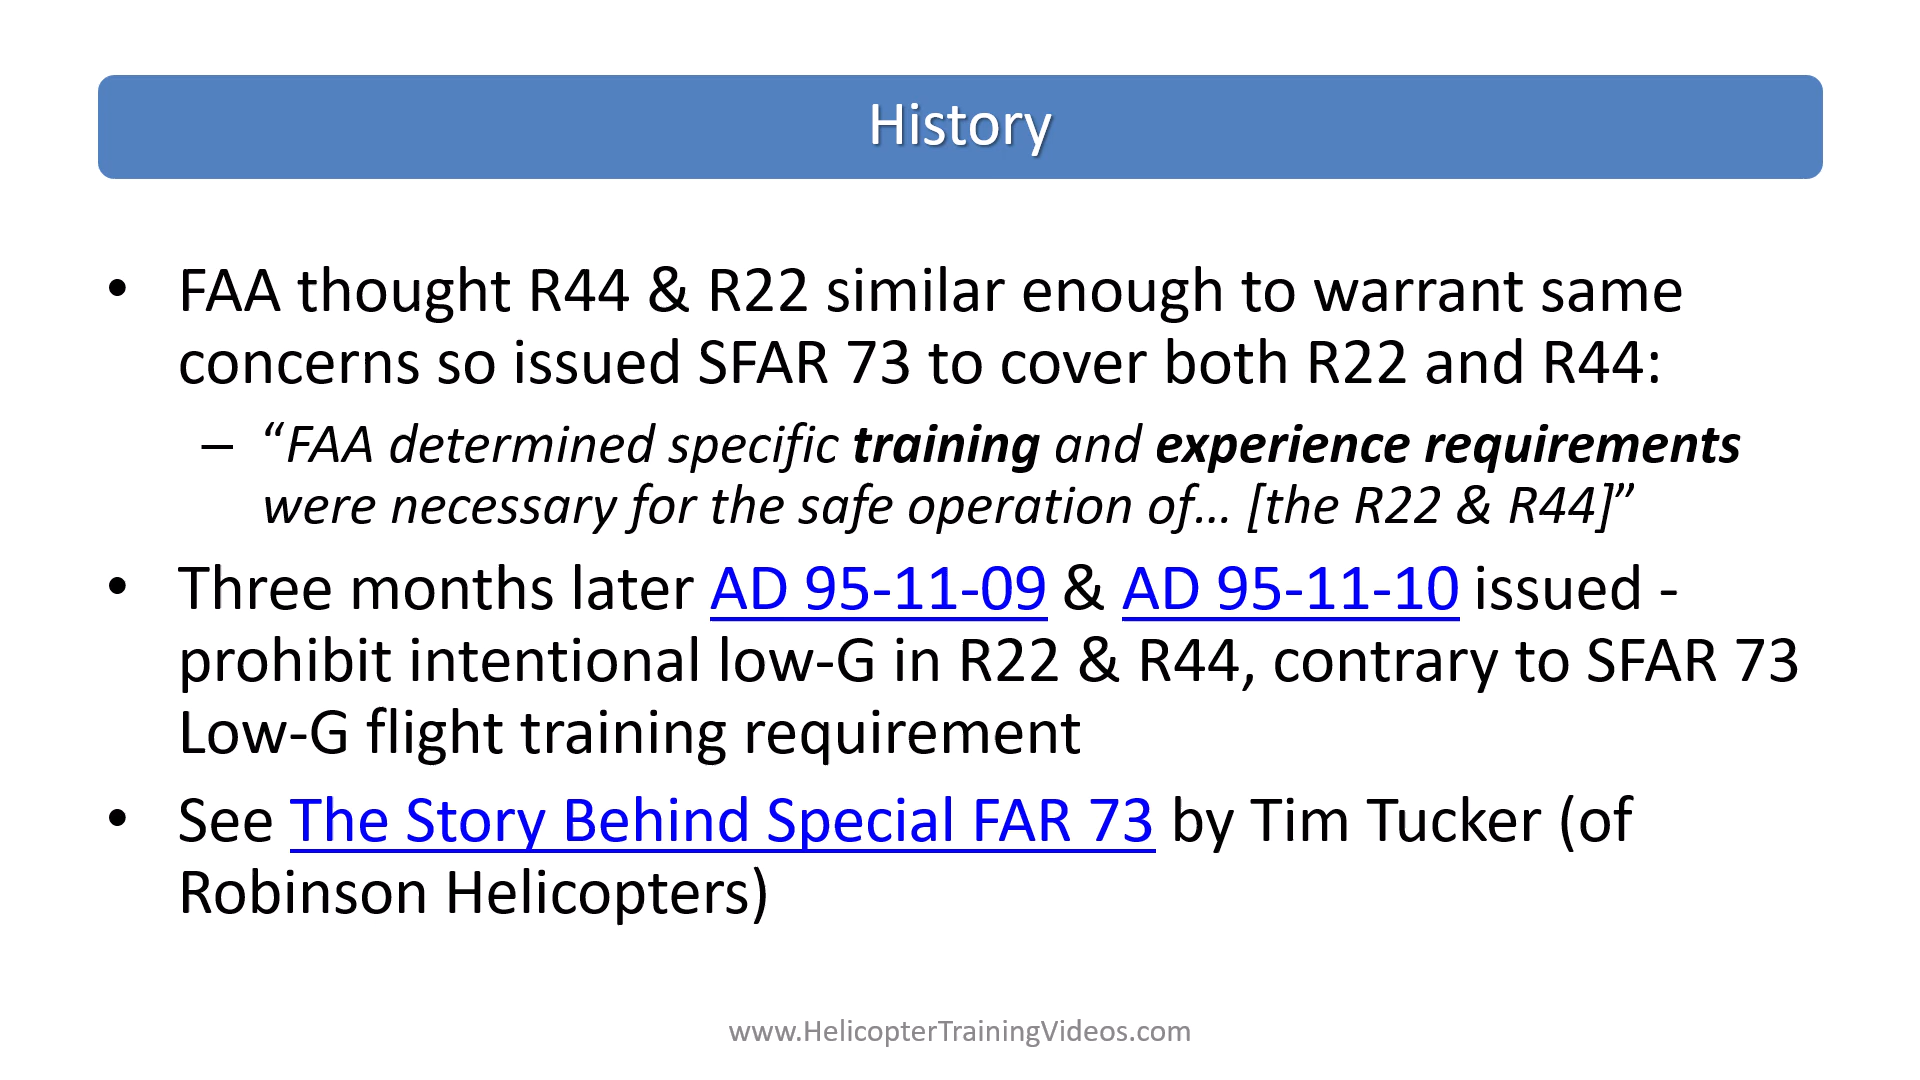 History
• FAA thought R44 & R22 similar enough to warrant same
concerns so issued SFAR 73 to cover both R22 and R44:
– “FAA determined specific training and experience requirements
were necessary for the safe operation of… [the R22 & R44]”
• Three months later AD 95-11-09 & AD 95-11-10 issued -
prohibit intentional low-G in R22 & R44, contrary to SFAR 73
Low-G flight training requirement
• See The Story Behind Special FAR 73 by Tim Tucker (of
Robinson Helicopters)
www.HelicopterTrainingVideos.com